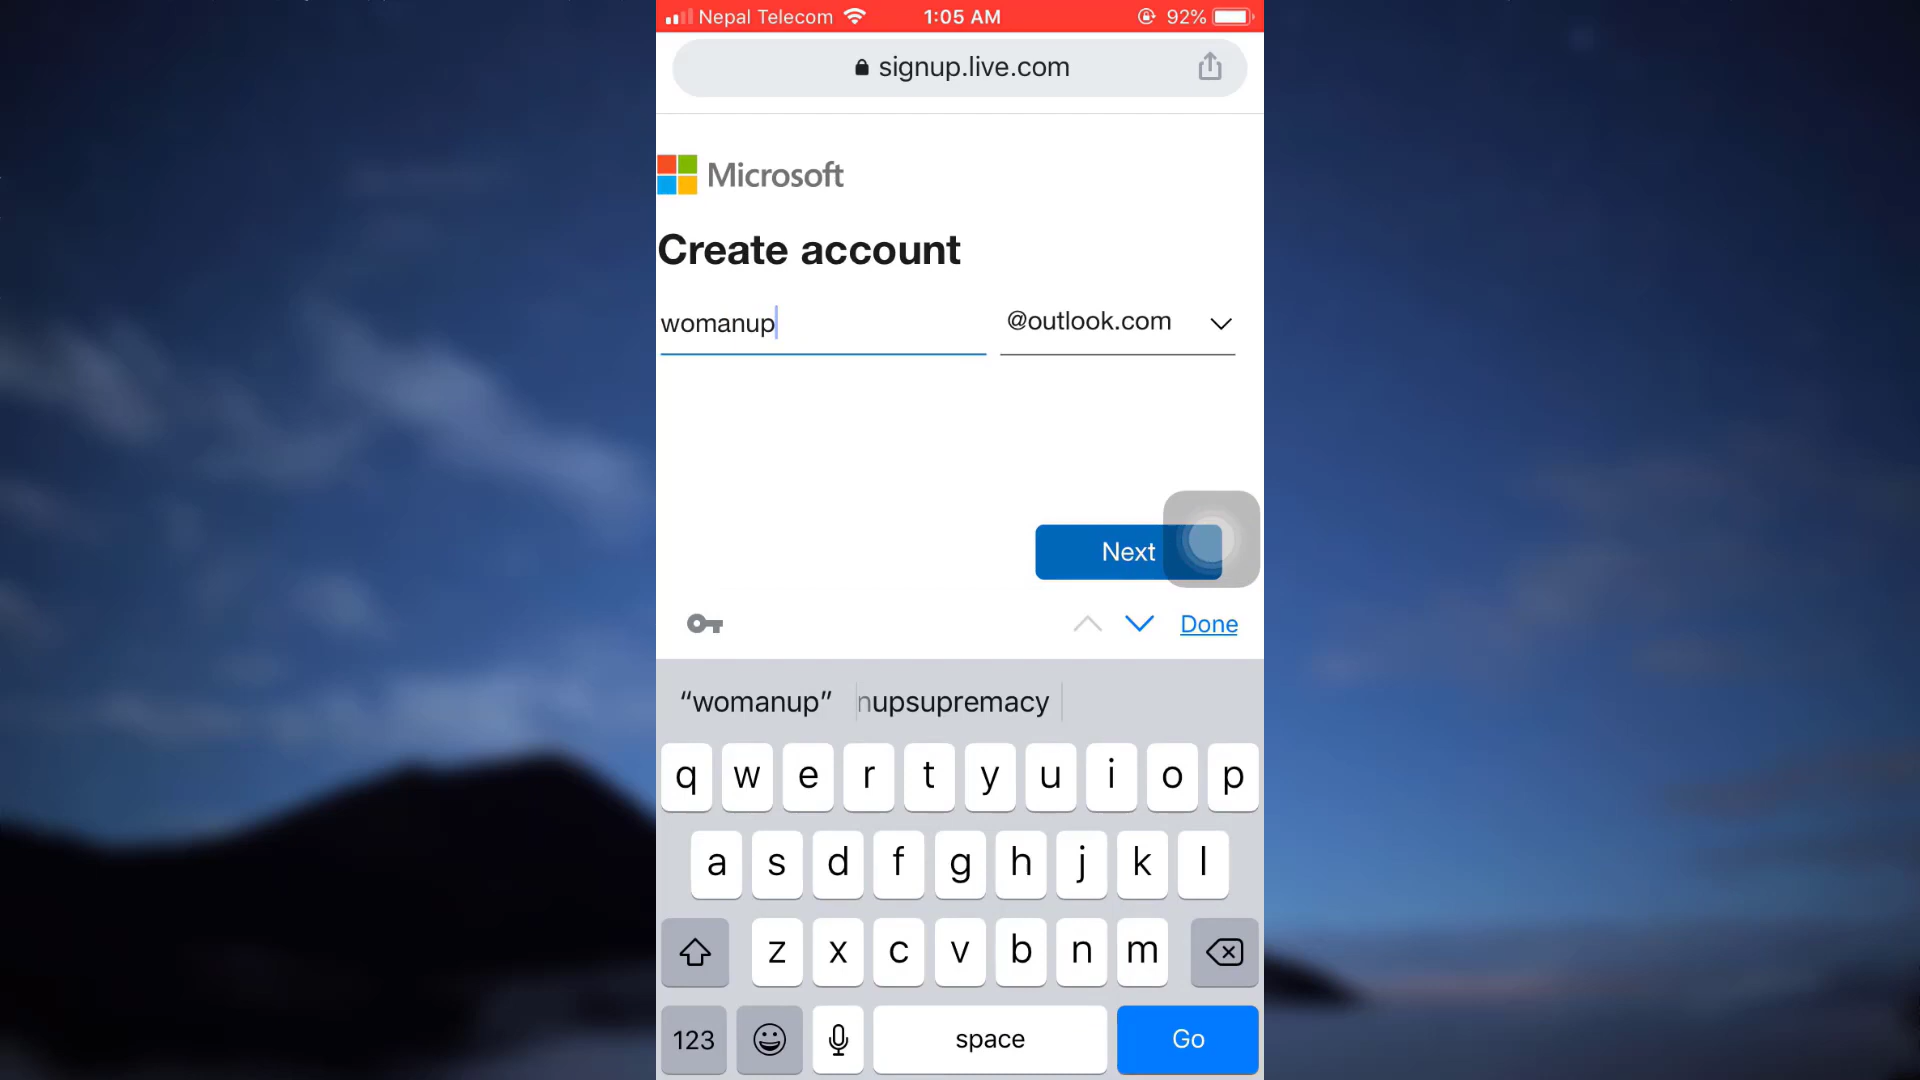 Nepal Telecom 1:05 AM 92%
signup.live.com
Microsoft
Create account
womanup @outlook.com
Next
Done
“womanup” nupsupremacy
q w e r t y u i o p
a s d f g h j k l
z x c v b n m
123 space Go